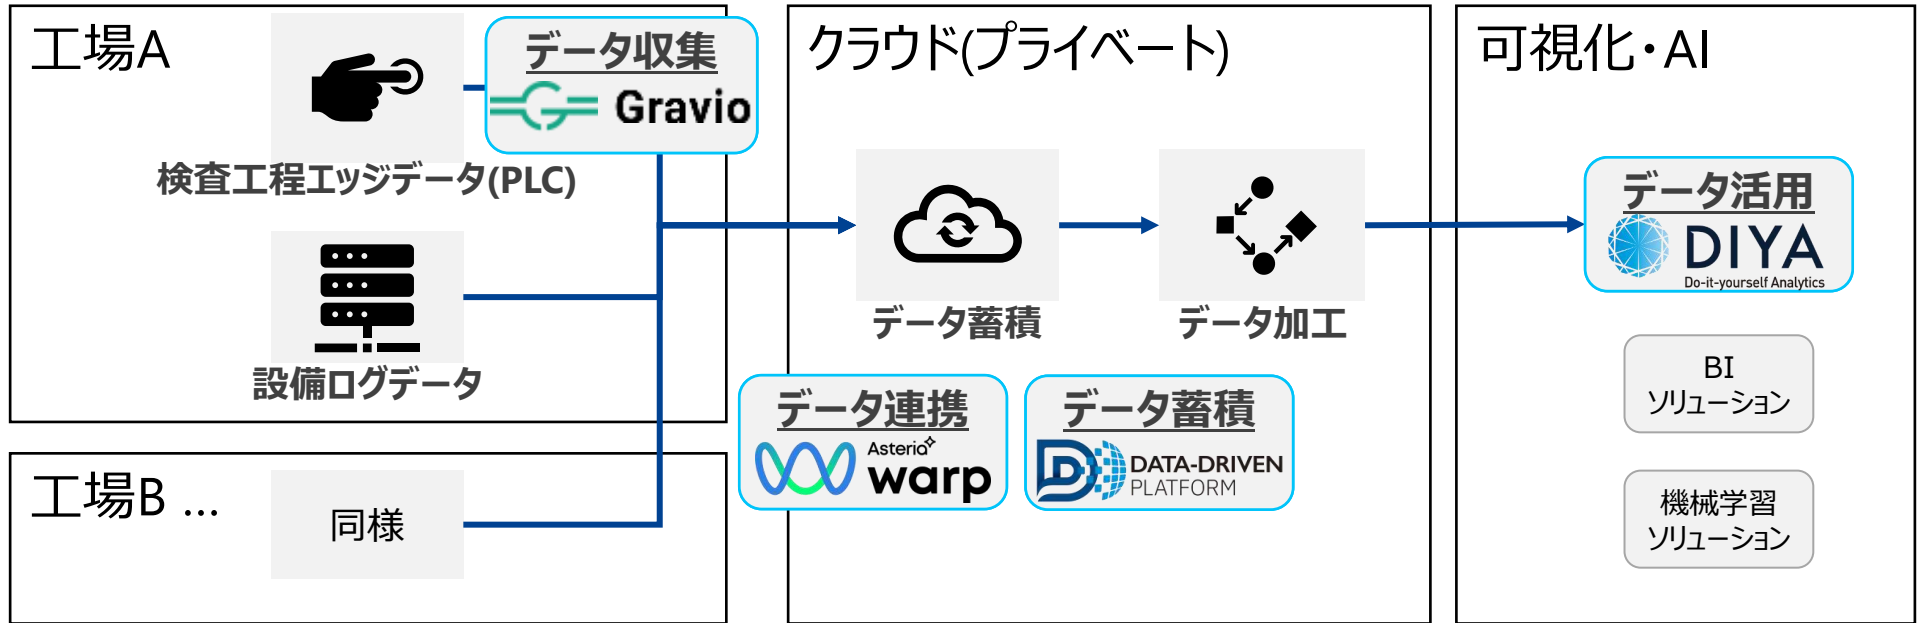 工場A
データ収集
Gravio
検査工程エッジデータ(PLC)
設備ログデータ
工場B ...
同様
クラウド(プライベート)
データ蓄積
データ加工
データ連携
Asteria
warp
データ蓄積
DATA-DRIVEN
PLATFORM
可視化・AI
データ活用
DIYA
Do-it-yourself Analytics
BI
ソリューション
機械学習
ソリューション